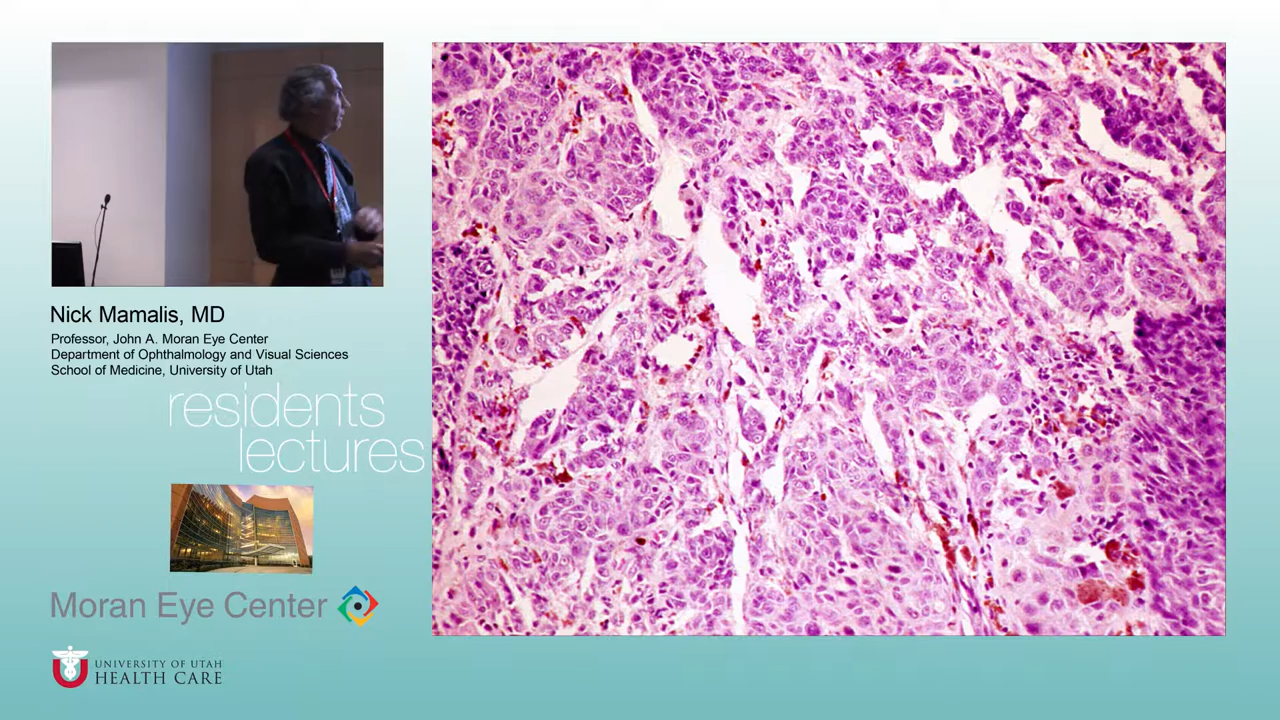 Nick Mamalis, MD
Professor, John A. Moran Eye Center
Department of Ophthalmology and Visual Sciences
School of Medicine, University of Utah
residents
lectures
Moran Eye Center
UNIVERSITY OF UTAH
HEALTH CARE